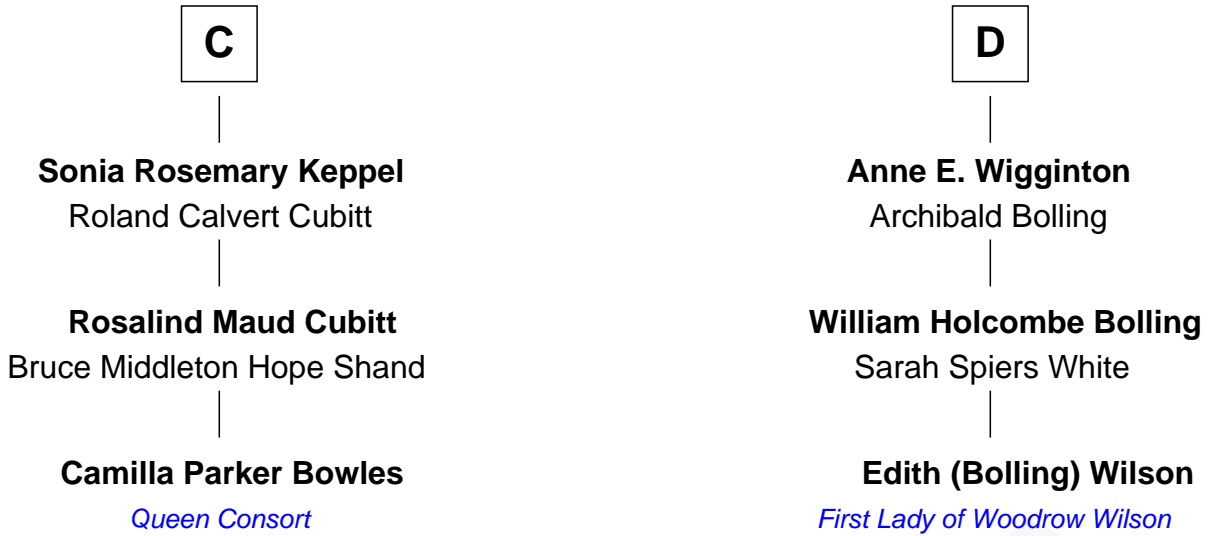 C
Sonia Rosemary Keppel
Roland Calvert Cubitt
Rosalind Maud Cubitt
Bruce Middleton Hope Shand
Camilla Parker Bowles
Queen Consort
D
Anne E. Wigginton
Archibald Bolling
William Holcombe Bolling
Sarah Spiers White
Edith (Bolling) Wilson
First Lady of Woodrow Wilson